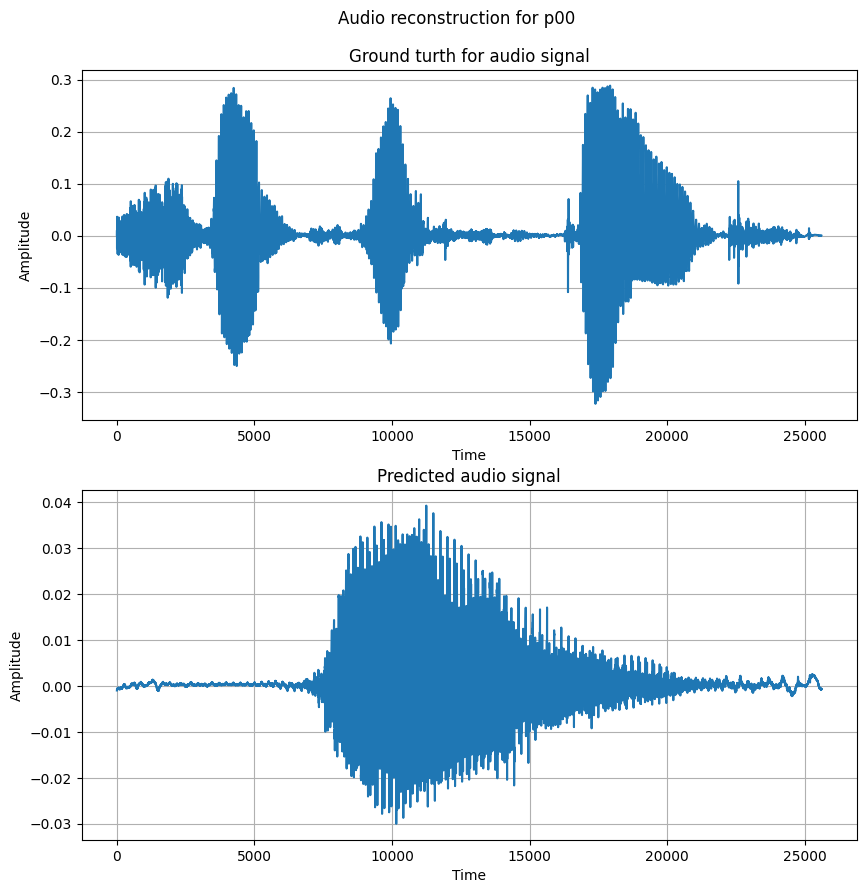 Audio reconstruction for p00
Ground turth for audio signal
0.3
0.2
0.1
0.0
−0.1
−0.2
−0.3
Amplitude
0 5000 10000 15000 20000 25000
Time
Predicted audio signal
0.04
0.03
0.02
0.01
0.00
−0.01
−0.02
−0.03
Amplitude
0 5000 10000 15000 20000 25000
Time